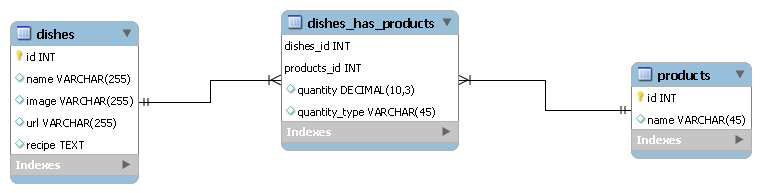 dishes
id INT
name VARCHAR(255)
image VARCHAR(255)
url VARCHAR(255)
recipe TEXT
Indexes
dishes_has_products
dishes_id INT
products_id INT
quantity DECIMAL(10,3)
quantity_type VARCHAR(45)
Indexes
products
id INT
name VARCHAR(45)
Indexes